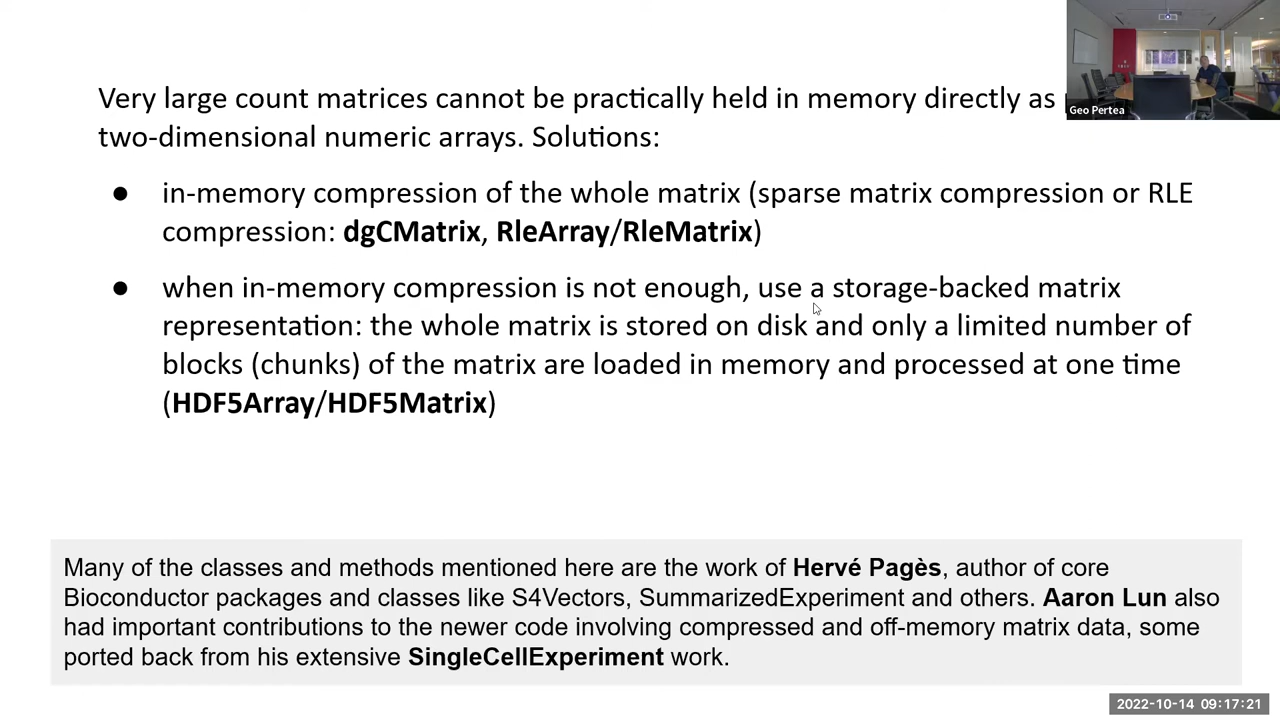 Very large count matrices cannot be practically held in memory directly as
two-dimensional numeric arrays. Solutions:
● in-memory compression of the whole matrix (sparse matrix compression or RLE
compression: dgCMatrix, RleArray/RleMatrix)
● when in-memory compression is not enough, use a storage-backed matrix
representation: the whole matrix is stored on disk and only a limited number of
blocks (chunks) of the matrix are loaded in memory and processed at one time
(HDF5Array/HDF5Matrix)
Many of the classes and methods mentioned here are the work of Hervé Pagès, author of core
Bioconductor packages and classes like S4Vectors, SummarizedExperiment and others. Aaron Lun also
had important contributions to the newer code involving compressed and off-memory matrix data, some
ported back from his extensive SingleCellExperiment work.
Geo Pertea
2022-10-14 09:17:21